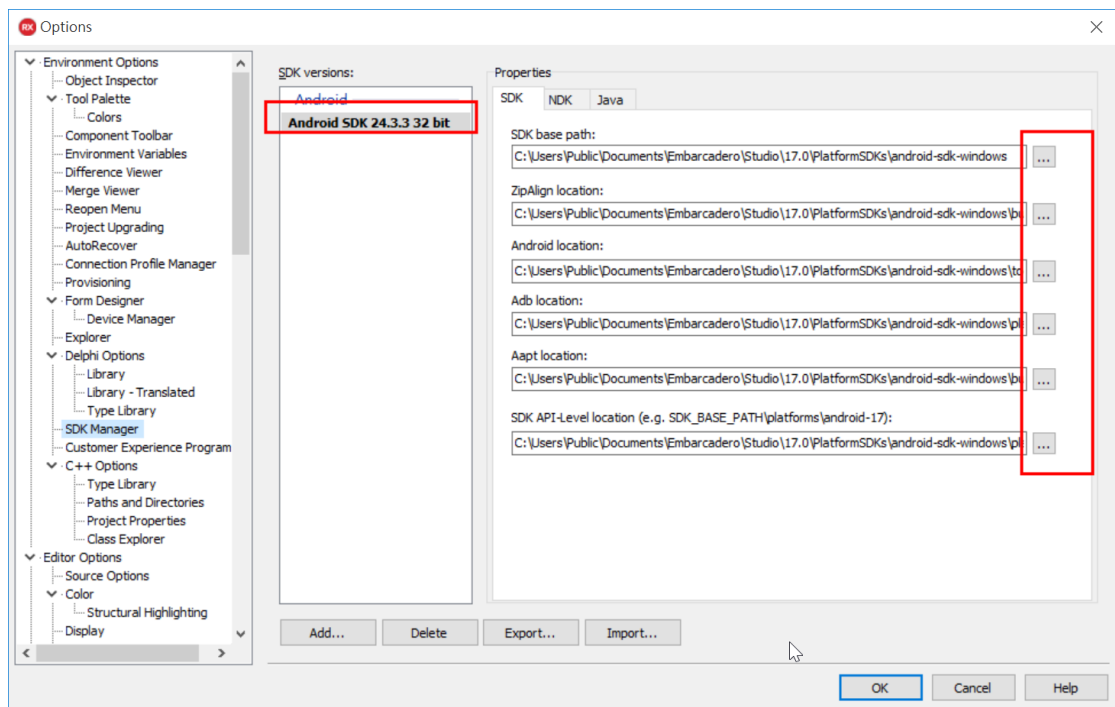 RX Options
Environment Options
Object Inspector
Tool Palette
Colors
Component Toolbar
Environment Variables
Difference Viewer
Merge Viewer
Reopen Menu
Project Upgrading
AutoRecover
Connection Profile Manager
Provisioning
Form Designer
Device Manager
Explorer
Delphi Options
Library
Library - Translated
Type Library
SDK Manager
Customer Experience Program
C++ Options
Type Library
Paths and Directories
Project Properties
Class Explorer
Editor Options
Source Options
Color
Structural Highlighting
Display
SDK versions:
Android
Android SDK 24.3.3 32 bit
Properties
SDK NDK Java
SDK base path:
C:\Users\Public\Documents\Embarcadero\Studio\17.0\PlatformSDKs\android-sdk-windows ...
ZipAlign location:
C:\Users\Public\Documents\Embarcadero\Studio\17.0\PlatformSDKs\android-sdk-windows\bu ...
Android location:
C:\Users\Public\Documents\Embarcadero\Studio\17.0\PlatformSDKs\android-sdk-windows\to ...
Adb location:
C:\Users\Public\Documents\Embarcadero\Studio\17.0\PlatformSDKs\android-sdk-windows\pl ...
Aapt location:
C:\Users\Public\Documents\Embarcadero\Studio\17.0\PlatformSDKs\android-sdk-windows\bu ...
SDK API-Level location (e.g. SDK_BASE_PATH\platforms\android-17):
C:\Users\Public\Documents\Embarcadero\Studio\17.0\PlatformSDKs\android-sdk-windows\pl ...
Add... Delete Export... Import...
OK Cancel Help